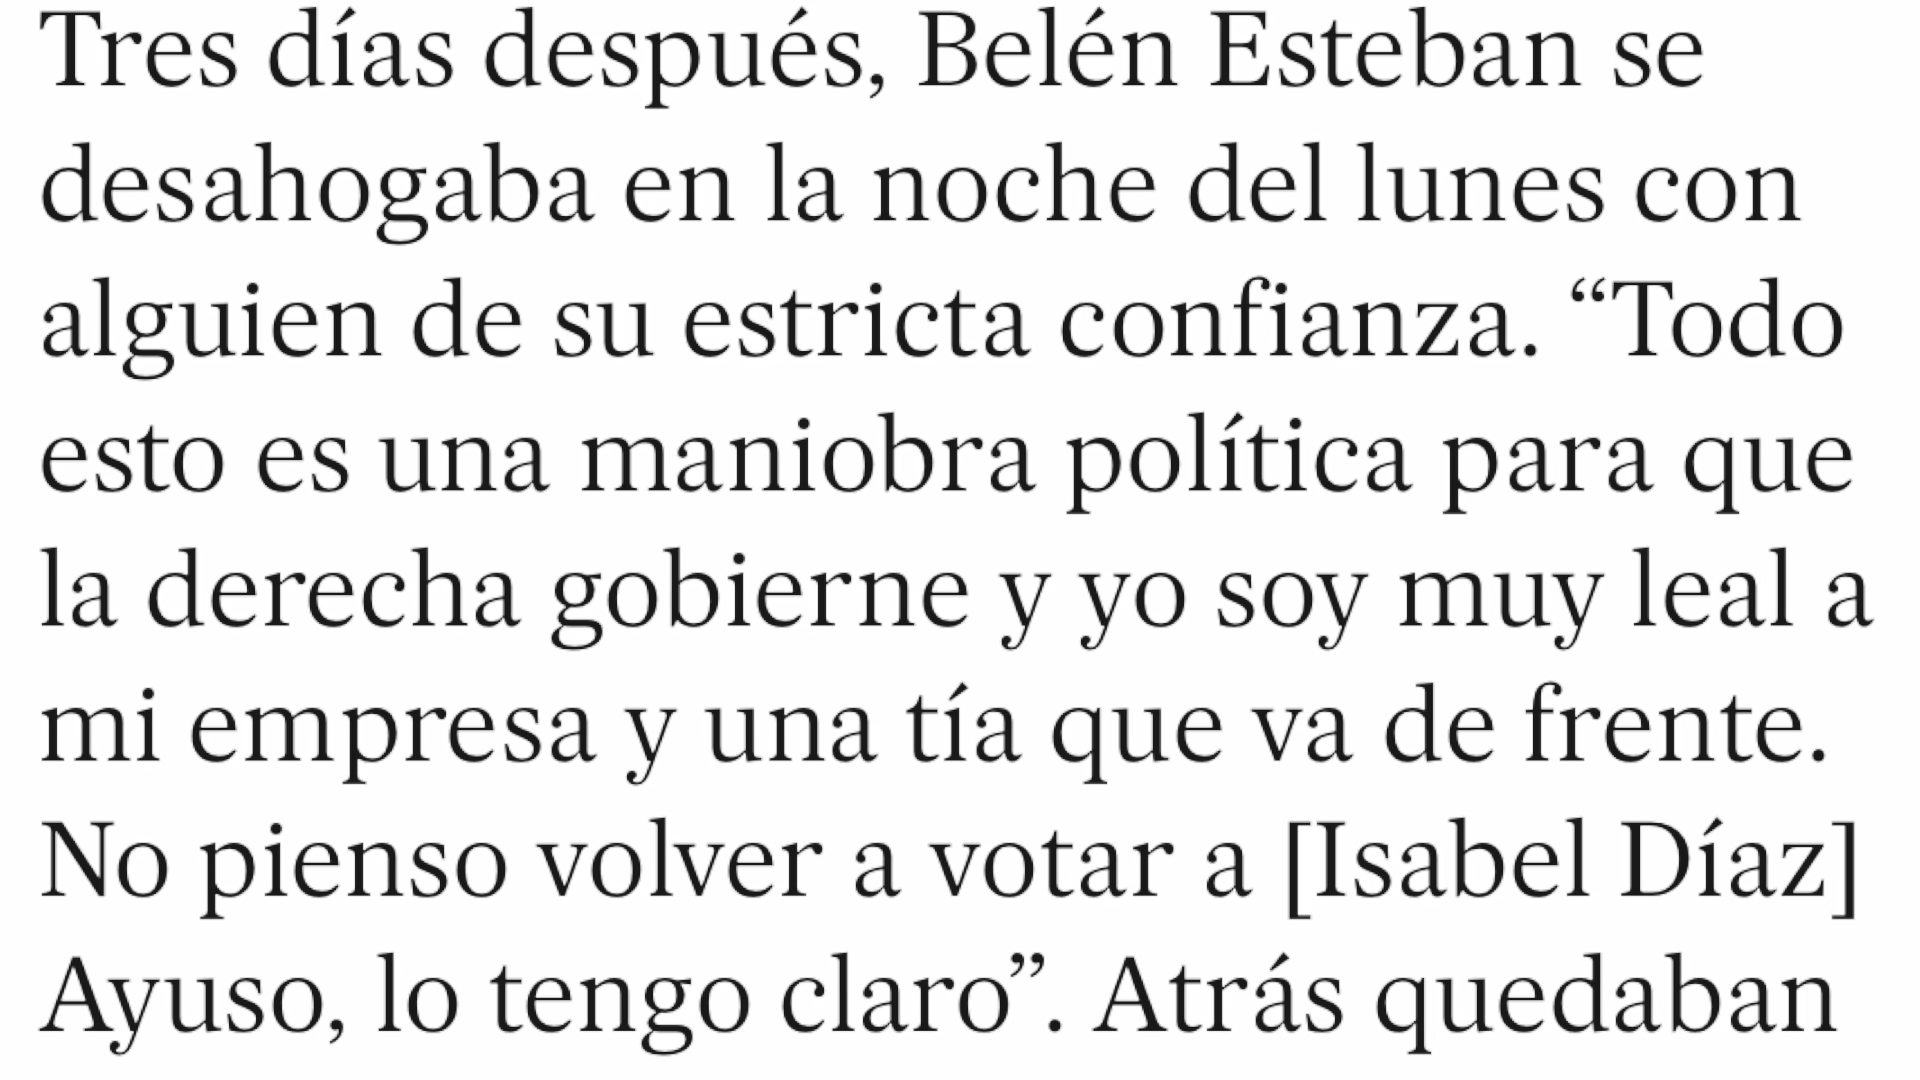 Tres días después, Belén Esteban se
desahogaba en la noche del lunes con
alguien de su estricta confianza. “Todo
esto es una maniobra política para que
la derecha gobierne y yo soy muy leal a
mi empresa y una tía que va de frente.
No pienso volver a votar a [Isabel Díaz]
Ayuso, lo tengo claro”. Atrás quedaban